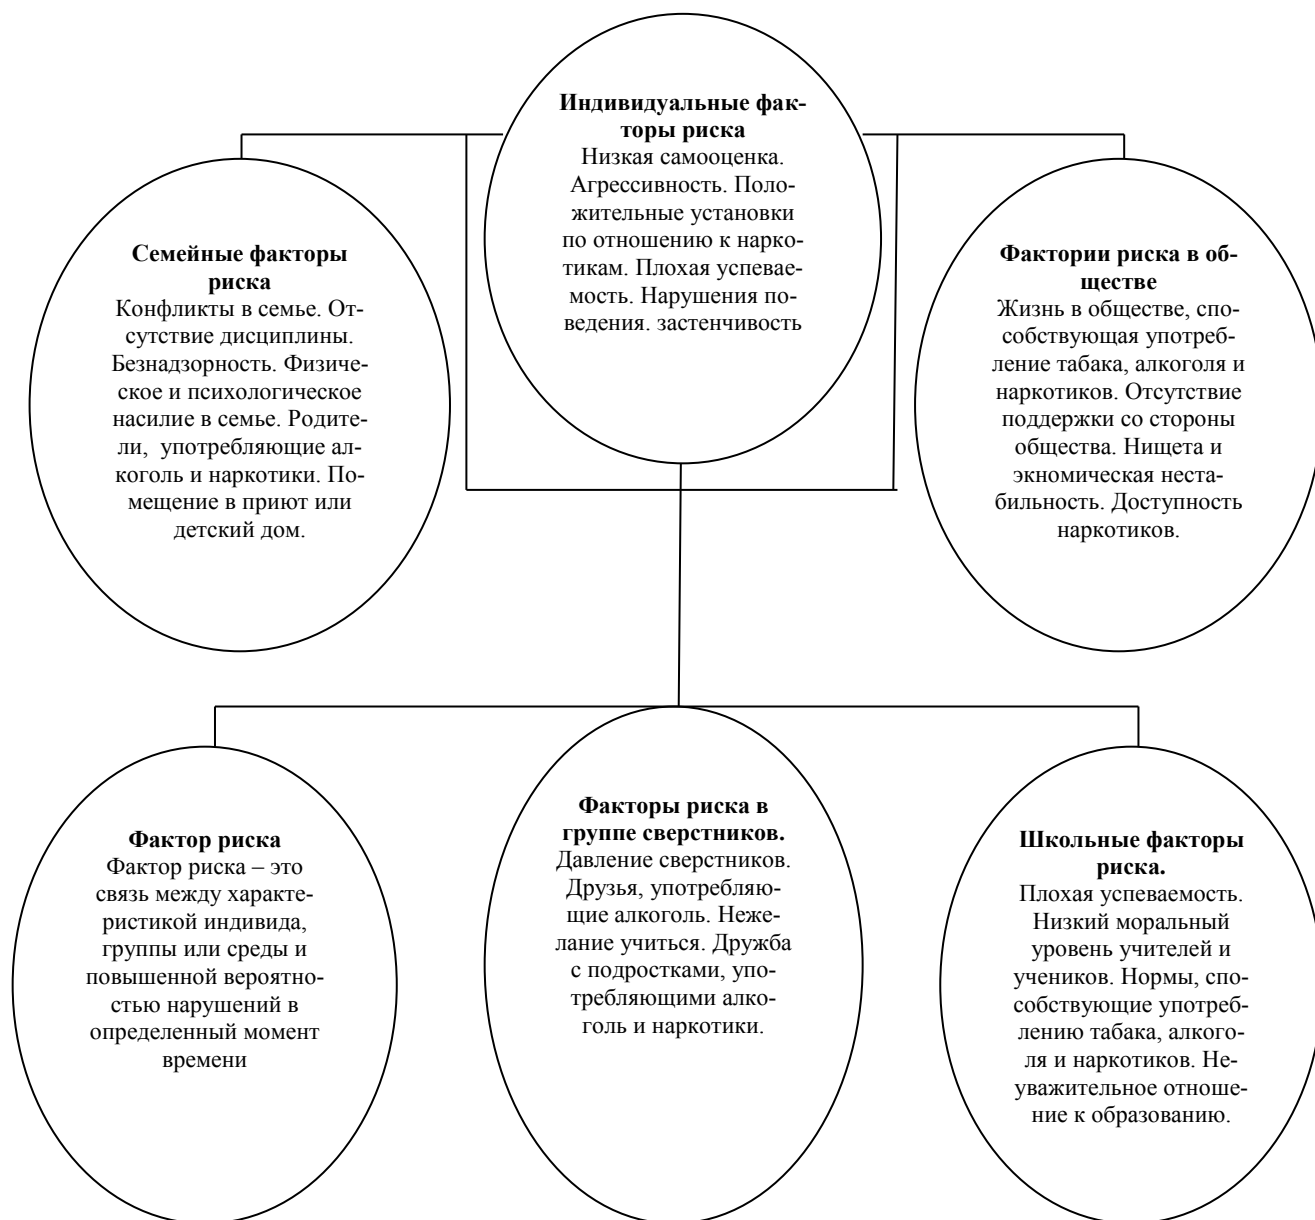 Индивидуальные фак-
торы риска
Низкая самооценка.
Агрессивность. Поло-
жительные установки
по отношению к нарко-
тикам. Плохая успевае-
мость. Нарушения по-
ведения. застенчивость
Семейные факторы
риска
Конфликты в семье. От-
сутствие дисциплины.
Безнадзорность. Физиче-
ское и психологическое
насилие в семье. Родите-
ли, употребляющие ал-
коголь и наркотики. По-
мещение в приют или
детский дом.
Фактории риска в об-
ществе
Жизнь в обществе, спо-
собствующая употреб-
ление табака, алкоголя и
наркотиков. Отсутствие
поддержки со стороны
общества. Нищета и
экномическая неста-
бильность. Доступность
наркотиков.
Фактор риска
Фактор риска – это
связь между характе-
ристикой индивида,
группы или среды и
повышенной вероятно-
стью нарушений в
определенный момент
времени
Факторы риска в
группе сверстников.
Давление сверстников.
Друзья, употребляю-
щие алкоголь. Неже-
лание учиться. Дружба
с подростками, упо-
требляющими алко-
голь и наркотики.
Школьные факторы
риска.
Плохая успеваемость.
Низкий моральный
уровень учителей и
учеников. Нормы, спо-
собствующие употреб-
лению табака, алкого-
ля и наркотиков. Не-
уважительное отноше-
ние к образованию.